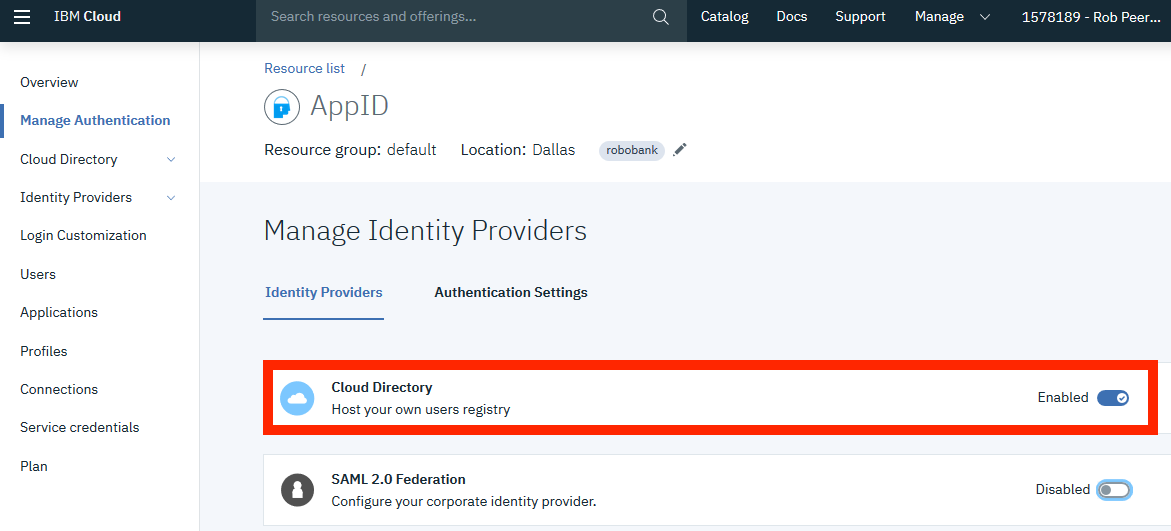 IBM Cloud
Search resources and offerings...
Catalog
Docs
Support
Manage
1578189 - Rob Peer...
Overview
Manage Authentication
Cloud Directory
Identity Providers
Login Customization
Users
Applications
Profiles
Connections
Service credentials
Plan
Resource list /
AppID
Resource group: default Location: Dallas robobank
Manage Identity Providers
Identity Providers Authentication Settings
Cloud Directory
Host your own users registry
Enabled
SAML 2.0 Federation
Configure your corporate identity provider.
Disabled